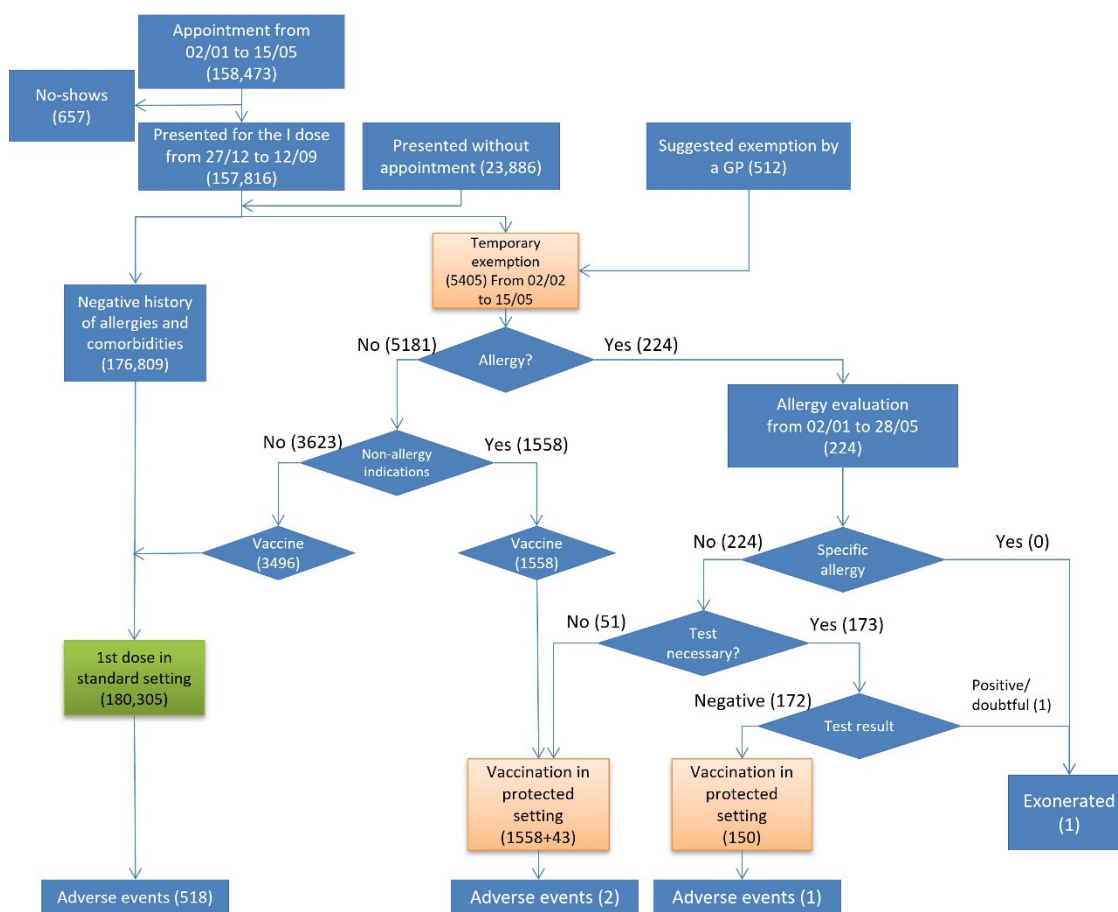 Appointment from
02/01 to 15/05
(158,473)
No-shows
(657)
Presented for the I dose
from 27/12 to 12/09
(157,816)
Presented without
appointment (23,886)
Suggested exemption by
a GP (512)
Temporary
exemption
(5405) From 02/02
to 15/05
Negative history
of allergies and
comorbidities
(176,809)
No (5181)
Allergy?
Yes (224)
Allergy evaluation
from 02/01 to 28/05
(224)
No (3623)
Non-allergy
indications
Yes (1558)
Vaccine
(3496)
Vaccine
(1558)
No (224)
Specific
allergy
Yes (0)
No (51)
Test
necessary?
Yes (173)
1st dose in
standard setting
(180,305)
Negative (172)
Test result
Positive/
doubtful (1)
Vaccination in
protected
setting
(1558+43)
Vaccination in
protected
setting
(150)
Exonerated
(1)
Adverse events (518)
Adverse events (2)
Adverse events (1)